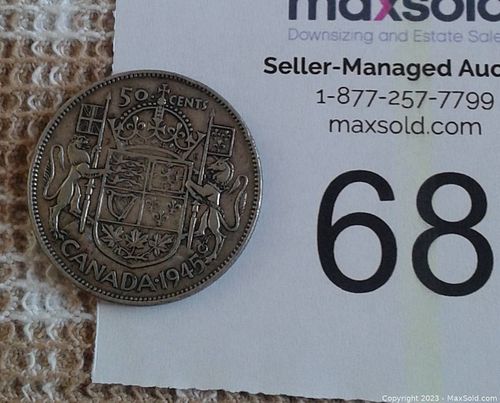 maxsold
Downsizing and Estate Sale
Seller-Managed Auc
1-877-257-7799
maxsold.com
68
50 CENTS
CANADA·1945
Copyright 2023 - MaxSold.com